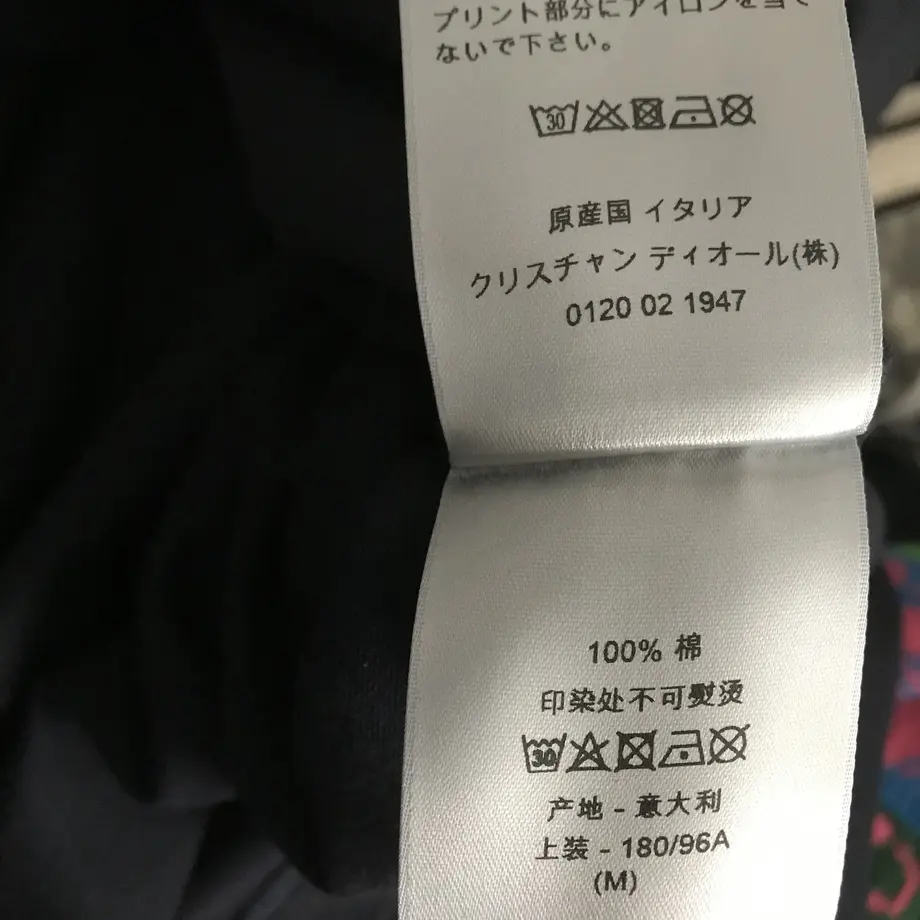 プリント部分にアイロンを当て
ないで下さい。
30
原産国 イタリア
クリスチャン ディオール(株)
0120 02 1947
100% 棉
印染处不可熨烫
30
产地 - 意大利
上装 - 180/96A
(M)